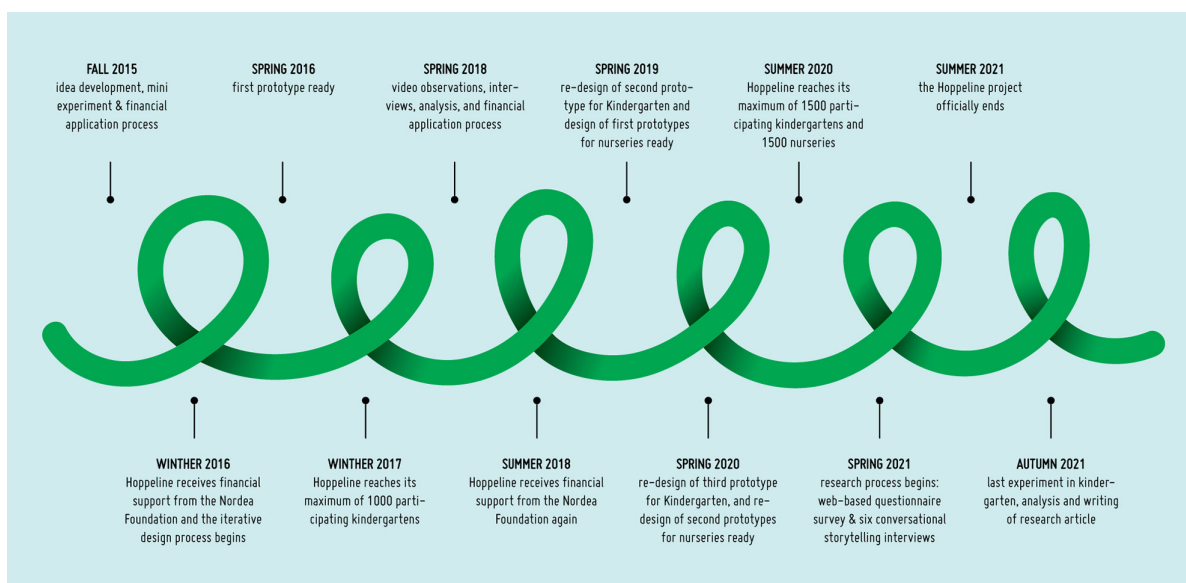 FALL 2015
idea development, mini
experiment & financial
application process
SPRING 2016
first prototype ready
SPRING 2018
video observations, inter-
views, analysis, and financial
application process
SPRING 2019
re-design of second proto-
type for Kindergarten and
design of first prototypes
for nurseries ready
SUMMER 2020
Hoppeline reaches its
maximum of 1500 parti-
cipating kindergartens and
1500 nurseries
SUMMER 2021
the Hoppeline project
officially ends
WINTHER 2016
Hoppeline receives financial
support from the Nordea
Foundation and the iterative
design process begins
WINTHER 2017
Hoppeline reaches its
maximum of 1000 parti-
cipating kindergartens
SUMMER 2018
Hoppeline receives financial
support from the Nordea
Foundation again
SPRING 2020
re-design of third prototype
for Kindergarten, and re-
design of second prototypes
for nurseries ready
SPRING 2021
research process begins:
web-based questionnaire
survey & six conversational
storytelling interviews
AUTUMN 2021
last experiment in kinder-
garten, analysis and writing
of research article